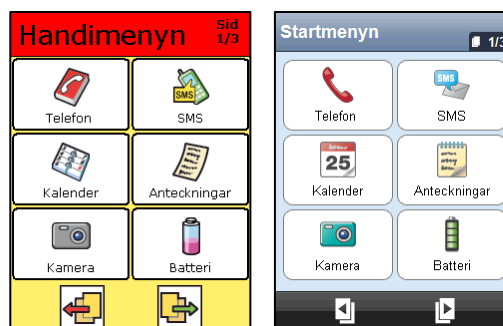 Handimenyn
Sid
1/3
Telefon
SMS
SMS
Kalender
Anteckningar
Kamera
Batteri
Startmenyn
1/3
Telefon
SMS
SMS
25
Kalender
Anteckningar
Kamera
Batteri